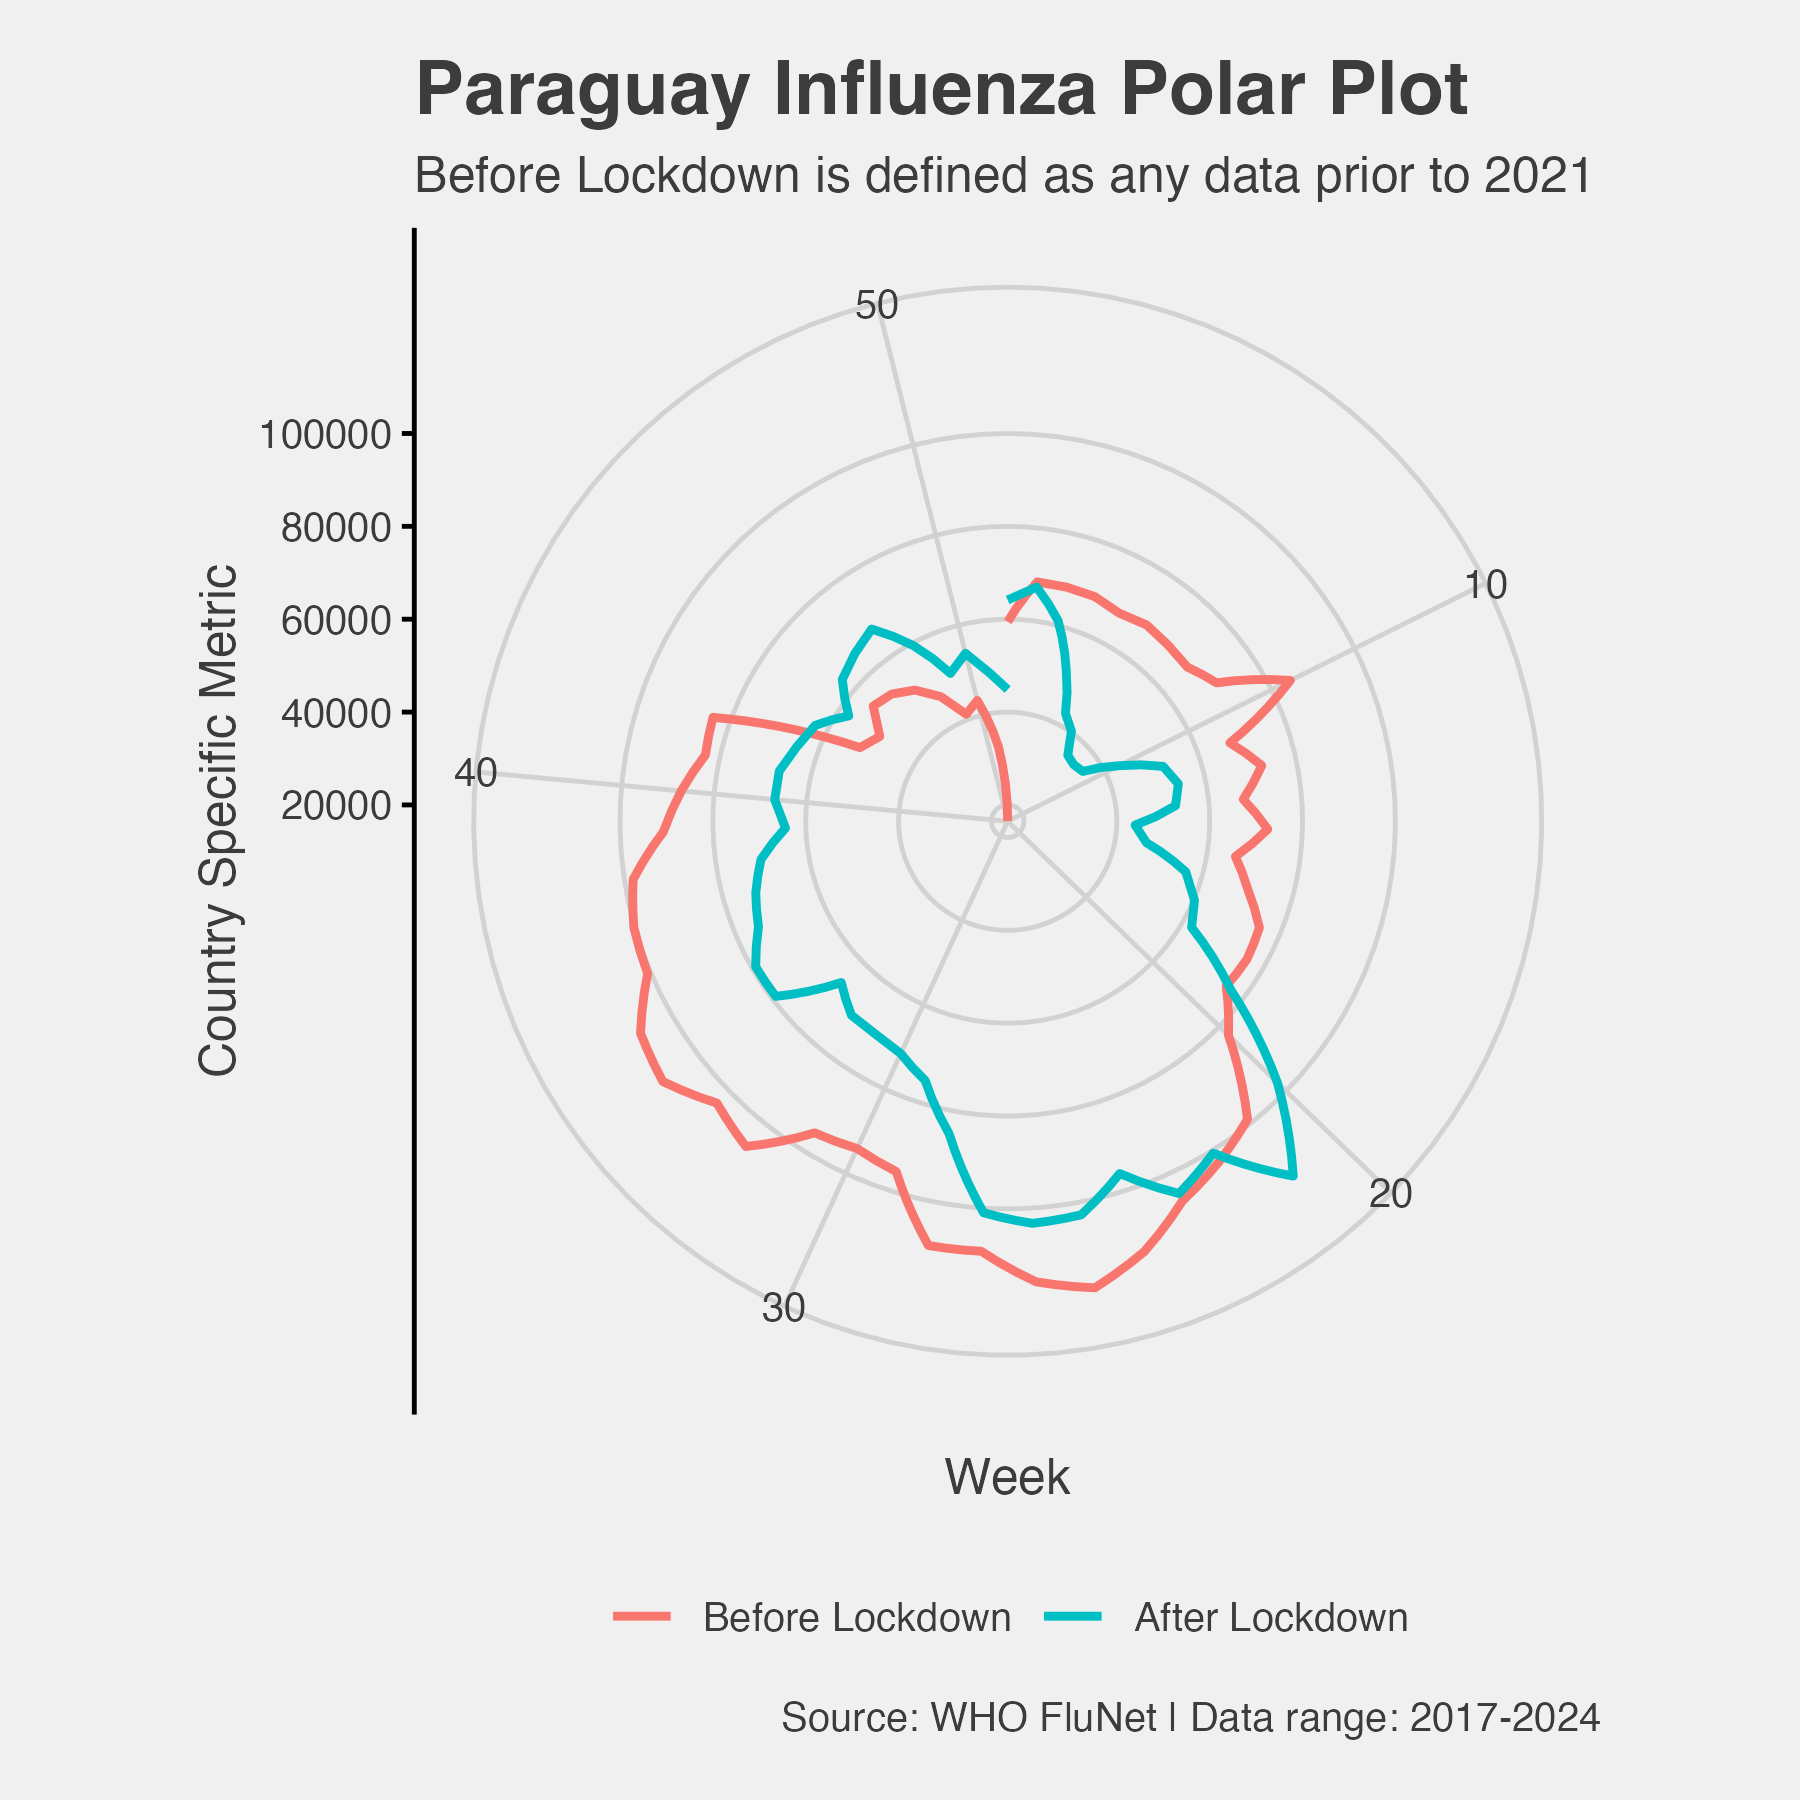 Paraguay Influenza Polar Plot
Before Lockdown is defined as any data prior to 2021
50
10
100000
80000
60000
40000
20000
Country Specific Metric
40
20
30
Week
Before Lockdown
After Lockdown
Source: WHO FluNet | Data range: 2017-2024